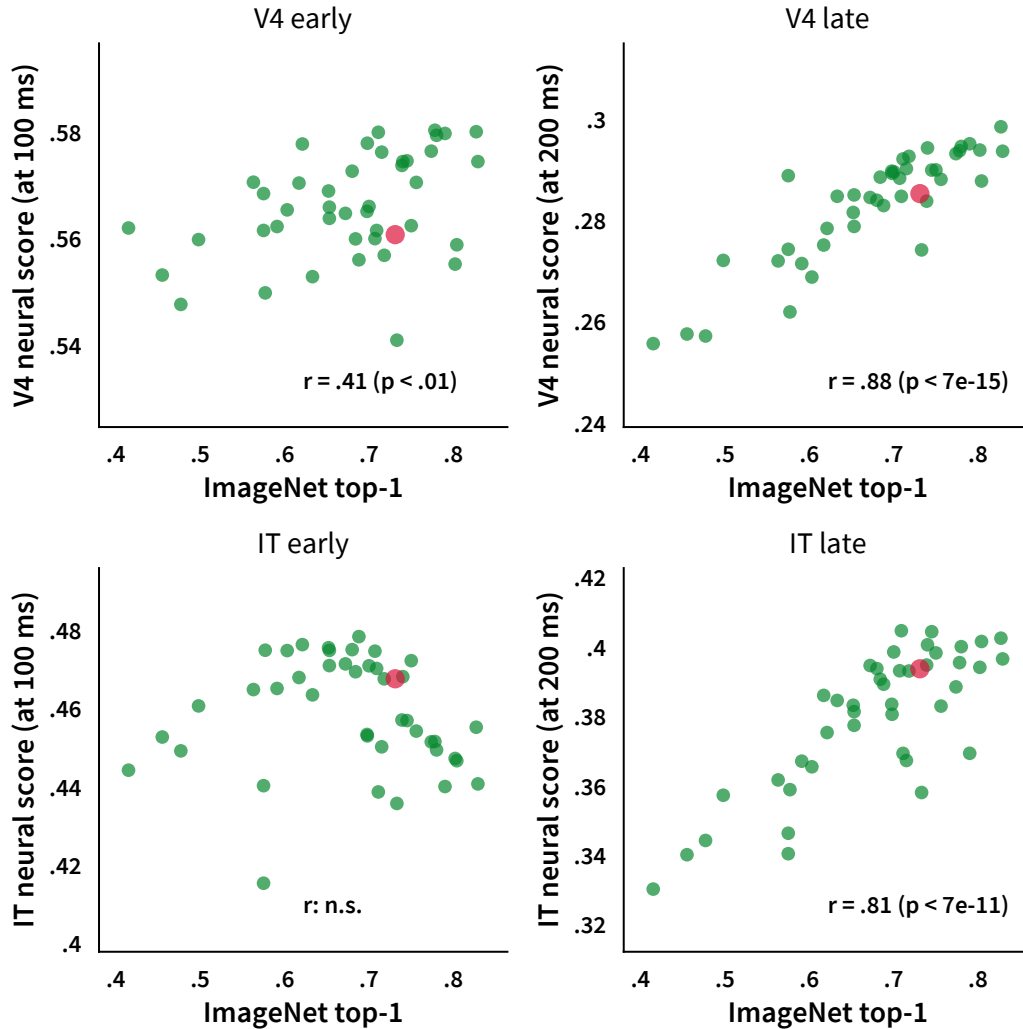 V4 early
V4 neural score (at 100 ms)
.58
.56
.54
r = .41 (p < .01)
.4 .5 .6 .7 .8
ImageNet top-1
V4 late
V4 neural score (at 200 ms)
.3
.28
.26
.24
r = .88 (p < 7e-15)
.4 .5 .6 .7 .8
ImageNet top-1
IT early
IT neural score (at 100 ms)
.48
.46
.44
.42
.4
r: n.s.
.4 .5 .6 .7 .8
ImageNet top-1
IT late
IT neural score (at 200 ms)
.42
.4
.38
.36
.34
.32
r = .81 (p < 7e-11)
.4 .5 .6 .7 .8
ImageNet top-1